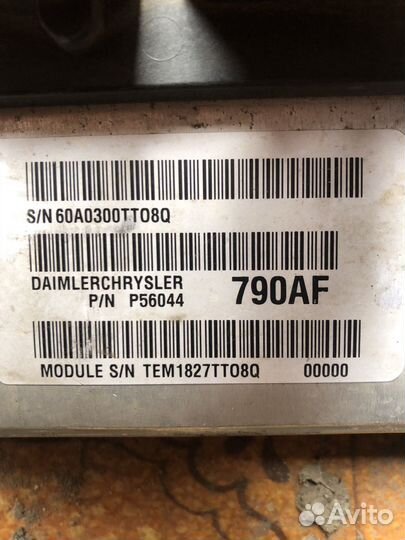 S/N 60A0300TTO8Q
DAIMLERCHRYSLER 790AF
P/N P56044
MODULE S/N TEM1827TTO8Q 00000
Avito